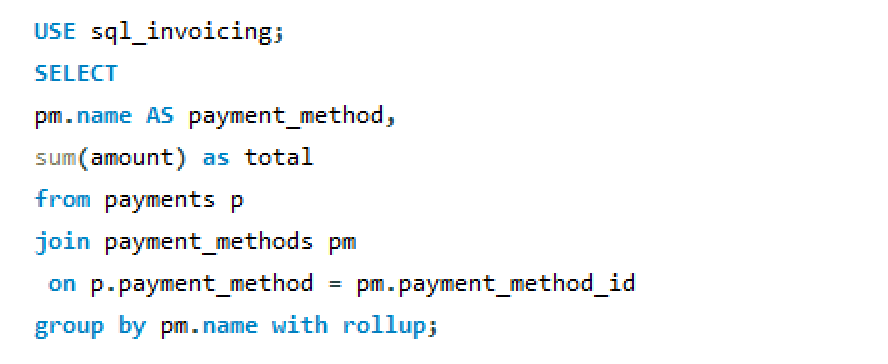 USE sql_invoicing;
SELECT
pm.name AS payment_method,
sum(amount) as total
from payments p
join payment_methods pm
 on p.payment_method = pm.payment_method_id
group by pm.name with rollup;